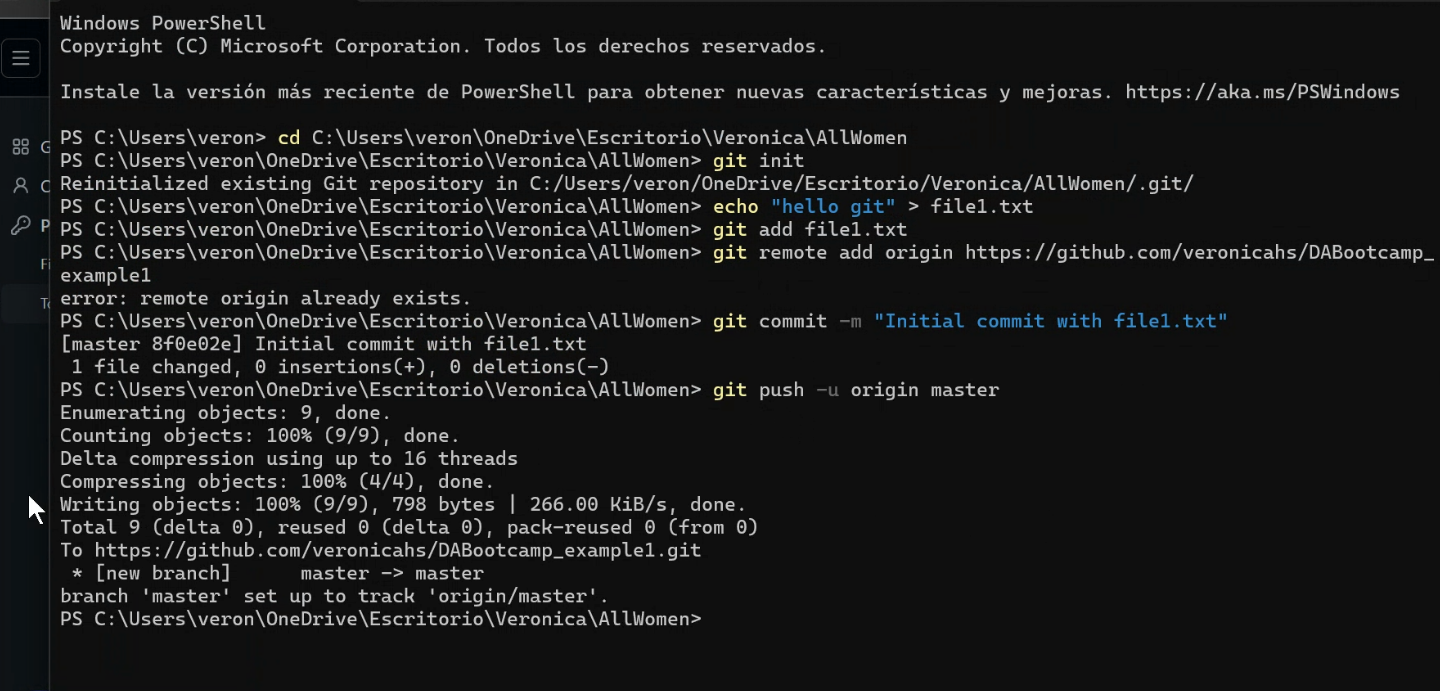 Windows PowerShell
Copyright (C) Microsoft Corporation. Todos los derechos reservados.
Instale la versión más reciente de PowerShell para obtener nuevas características y mejoras. https://aka.ms/PSWindows
PS C:\Users\veron> cd C:\Users\veron\OneDrive\Escritorio\Veronica\AllWomen
PS C:\Users\veron\OneDrive\Escritorio\Veronica\AllWomen> git init
Reinitialized existing Git repository in C:/Users/veron/OneDrive/Escritorio/Veronica/AllWomen/.git/
PS C:\Users\veron\OneDrive\Escritorio\Veronica\AllWomen> echo "hello git" > file1.txt
PS C:\Users\veron\OneDrive\Escritorio\Veronica\AllWomen> git add file1.txt
PS C:\Users\veron\OneDrive\Escritorio\Veronica\AllWomen> git remote add origin https://github.com/veronicahs/DABootcamp_
example1
error: remote origin already exists.
PS C:\Users\veron\OneDrive\Escritorio\Veronica\AllWomen> git commit -m "Initial commit with file1.txt"
[master 8f0e02e] Initial commit with file1.txt
1 file changed, 0 insertions(+), 0 deletions(-)
PS C:\Users\veron\OneDrive\Escritorio\Veronica\AllWomen> git push -u origin master
Enumerating objects: 9, done.
Counting objects: 100% (9/9), done.
Delta compression using up to 16 threads
Compressing objects: 100% (4/4), done.
Writing objects: 100% (9/9), 798 bytes | 266.00 KiB/s, done.
Total 9 (delta 0), reused 0 (delta 0), pack-reused 0 (from 0)
To https://github.com/veronicahs/DABootcamp_example1.git
* [new branch]      master -> master
branch 'master' set up to track 'origin/master'.
PS C:\Users\veron\OneDrive\Escritorio\Veronica\AllWomen>